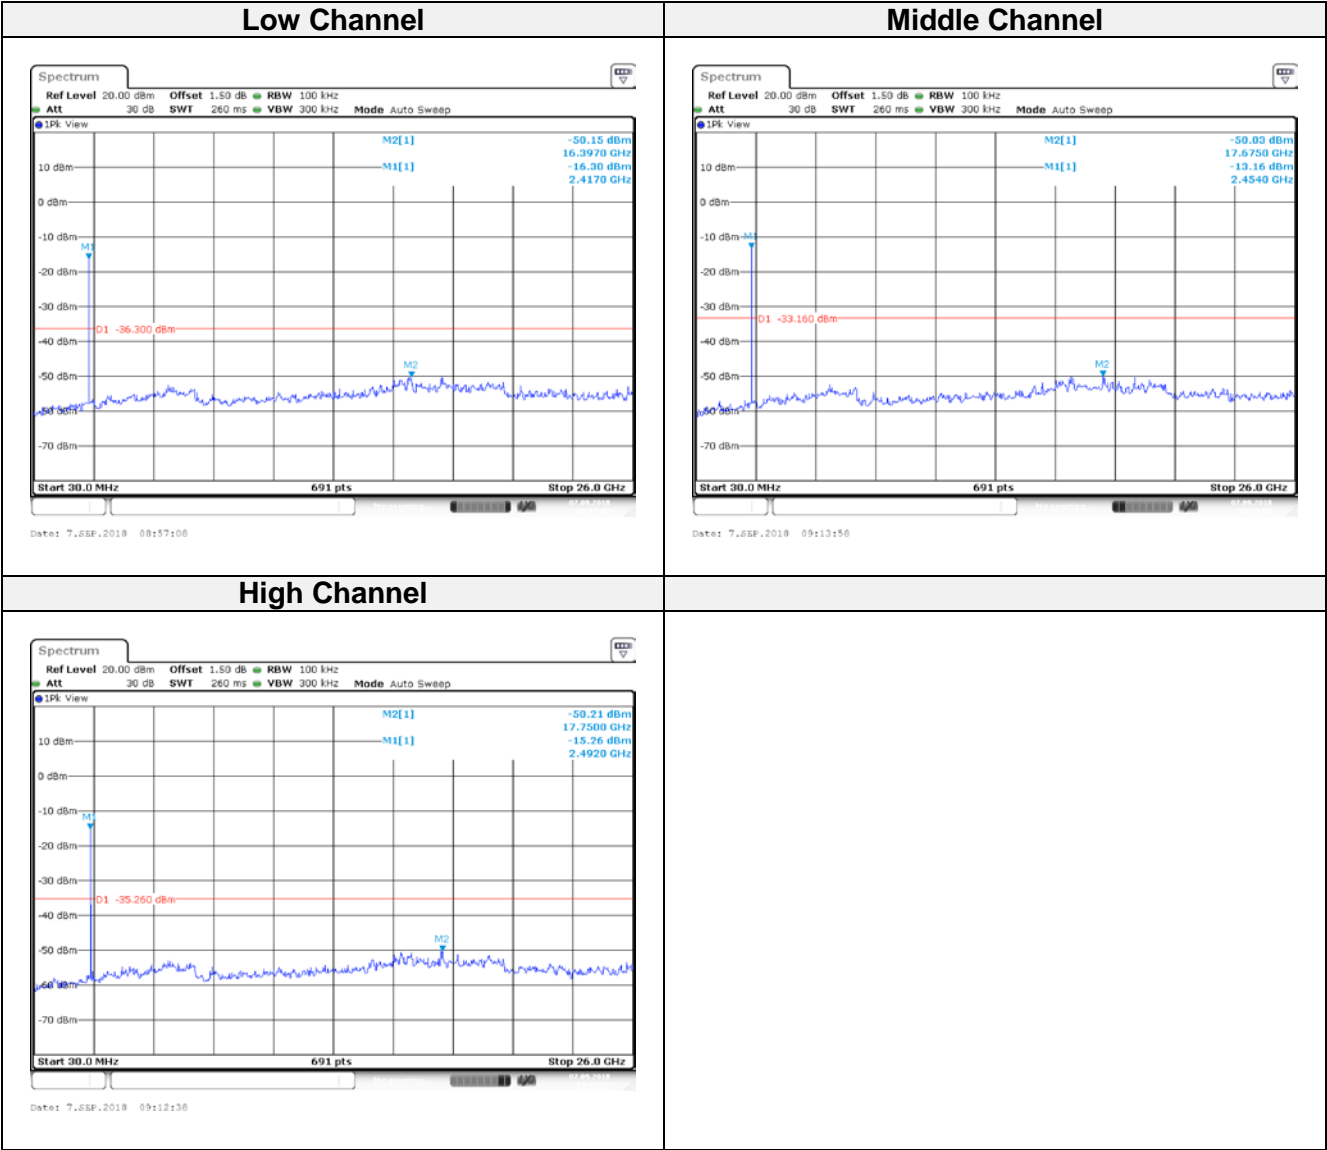 Low Channel
Middle Channel
Spectrum
Ref Level 20.00 dBm Offset 1.50 dB RBW 100 kHz
Att 30 dB SWT 260 ms VBW 300 kHz Mode Auto Sweep
1Pk View
M2[1] -50.15 dBm
16.3970 GHz
10 dBm
M1[1] -16.30 dBm
2.4170 GHz
0 dBm
-10 dBm
M1
-20 dBm
-30 dBm
D1 -36.300 dBm
-40 dBm
M2
-50 dBm
-60 dBm
-70 dBm
Start 30.0 MHz 691 pts Stop 26.0 GHz
Date: 7.SEP.2018 08:57:08
Spectrum
Ref Level 20.00 dBm Offset 1.50 dB RBW 100 kHz
Att 30 dB SWT 260 ms VBW 300 kHz Mode Auto Sweep
1Pk View
M2[1] -50.03 dBm
17.6750 GHz
10 dBm
M1[1] -13.16 dBm
2.4540 GHz
0 dBm
-10 dBm
M1
-20 dBm
-30 dBm
D1 -33.160 dBm
-40 dBm
M2
-50 dBm
-60 dBm
-70 dBm
Start 30.0 MHz 691 pts Stop 26.0 GHz
Date: 7.SEP.2018 09:13:58
High Channel
Spectrum
Ref Level 20.00 dBm Offset 1.50 dB RBW 100 kHz
Att 30 dB SWT 260 ms VBW 300 kHz Mode Auto Sweep
1Pk View
M2[1] -50.21 dBm
17.7500 GHz
10 dBm
M1[1] -15.26 dBm
2.4920 GHz
0 dBm
-10 dBm
M1
-20 dBm
-30 dBm
D1 -35.260 dBm
-40 dBm
M2
-50 dBm
-60 dBm
-70 dBm
Start 30.0 MHz 691 pts Stop 26.0 GHz
Date: 7.SEP.2018 09:12:38